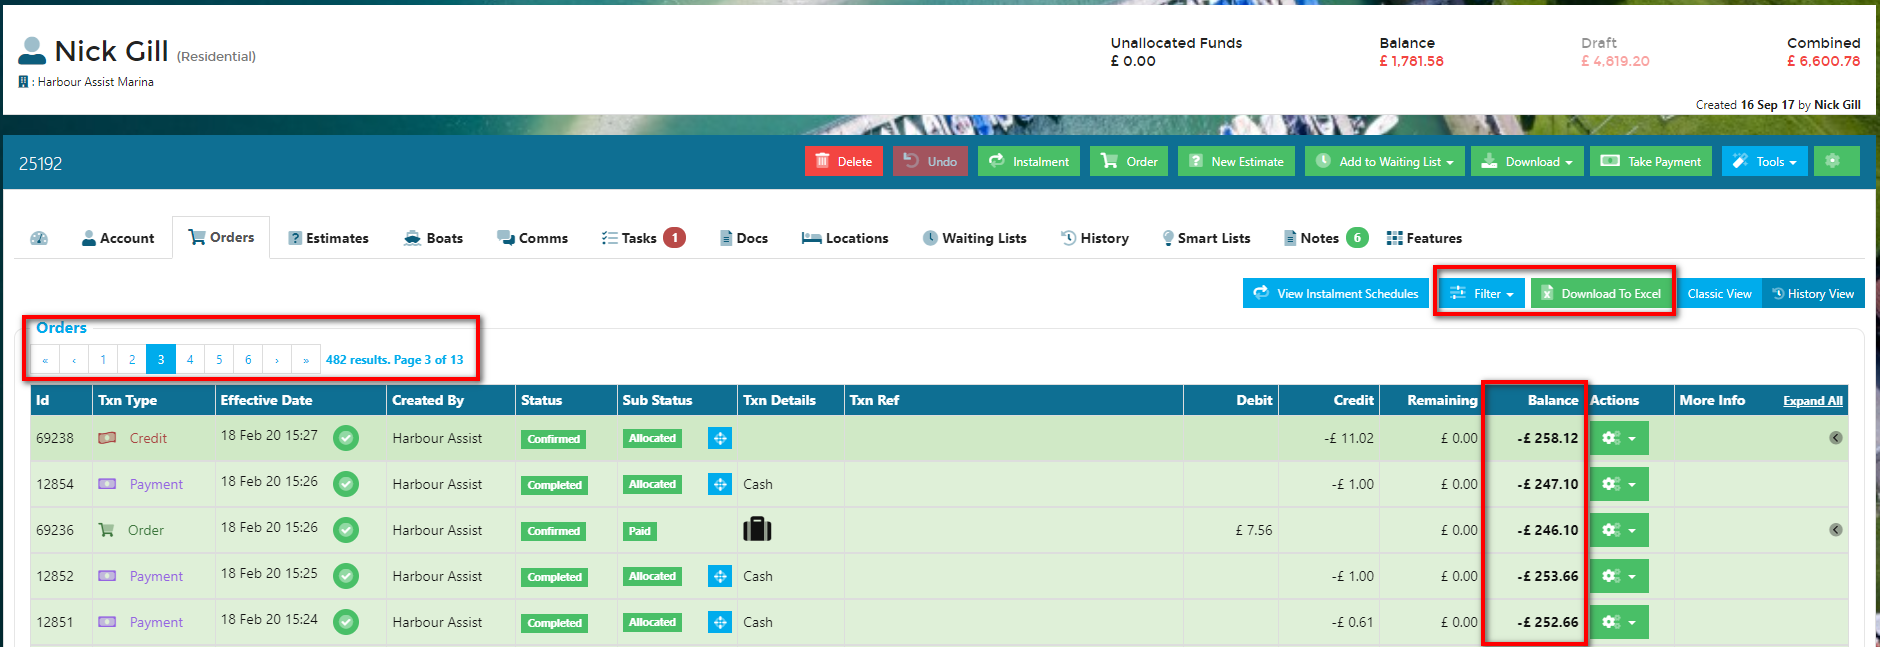 Nick Gill (Residential)
: Harbour Assist Marina
Unallocated Funds
£ 0.00
Balance
£ 1,781.58
Draft
£ 4,819.20
Combined
£ 6,600.78
Created 16 Sep 17 by Nick Gill
25192
Delete Undo Instalment Order New Estimate Add to Waiting List Download Take Payment Tools
Account Orders Estimates Boats Comms Tasks 1 Docs Locations Waiting Lists History Smart Lists Notes 6 Features
View Instalment Schedules Filter Download To Excel Classic View History View
Orders
« ‹ 1 2 3 4 5 6 › » 482 results. Page 3 of 13
Id Txn Type Effective Date Created By Status Sub Status Txn Details Txn Ref Debit Credit Remaining Balance Actions More Info Expand All
69238 Credit 18 Feb 20 15:27 Harbour Assist Confirmed Allocated -£ 11.02 £ 0.00 -£ 258.12
12854 Payment 18 Feb 20 15:26 Harbour Assist Completed Allocated Cash -£ 1.00 £ 0.00 -£ 247.10
69236 Order 18 Feb 20 15:26 Harbour Assist Confirmed Paid £ 7.56 £ 0.00 -£ 246.10
12852 Payment 18 Feb 20 15:25 Harbour Assist Completed Allocated Cash -£ 1.00 £ 0.00 -£ 253.66
12851 Payment 18 Feb 20 15:24 Harbour Assist Completed Allocated Cash -£ 0.61 £ 0.00 -£ 252.66